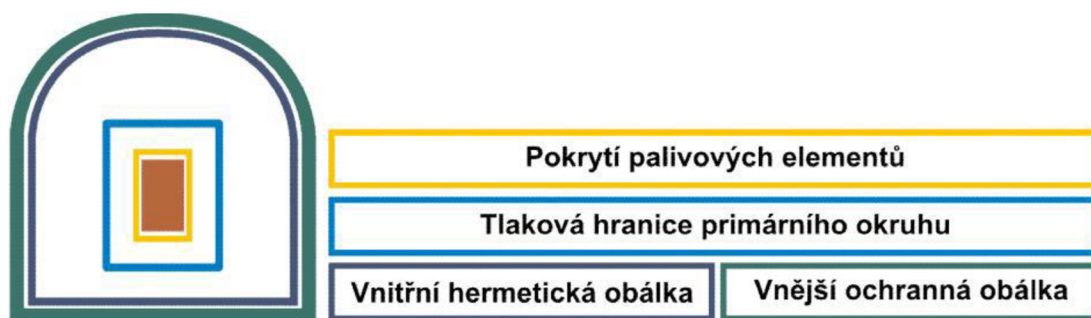 Pokrytí palivových elementů
Tlaková hranice primárního okruhu
Vnitřní hermetická obálka
Vnější ochranná obálka